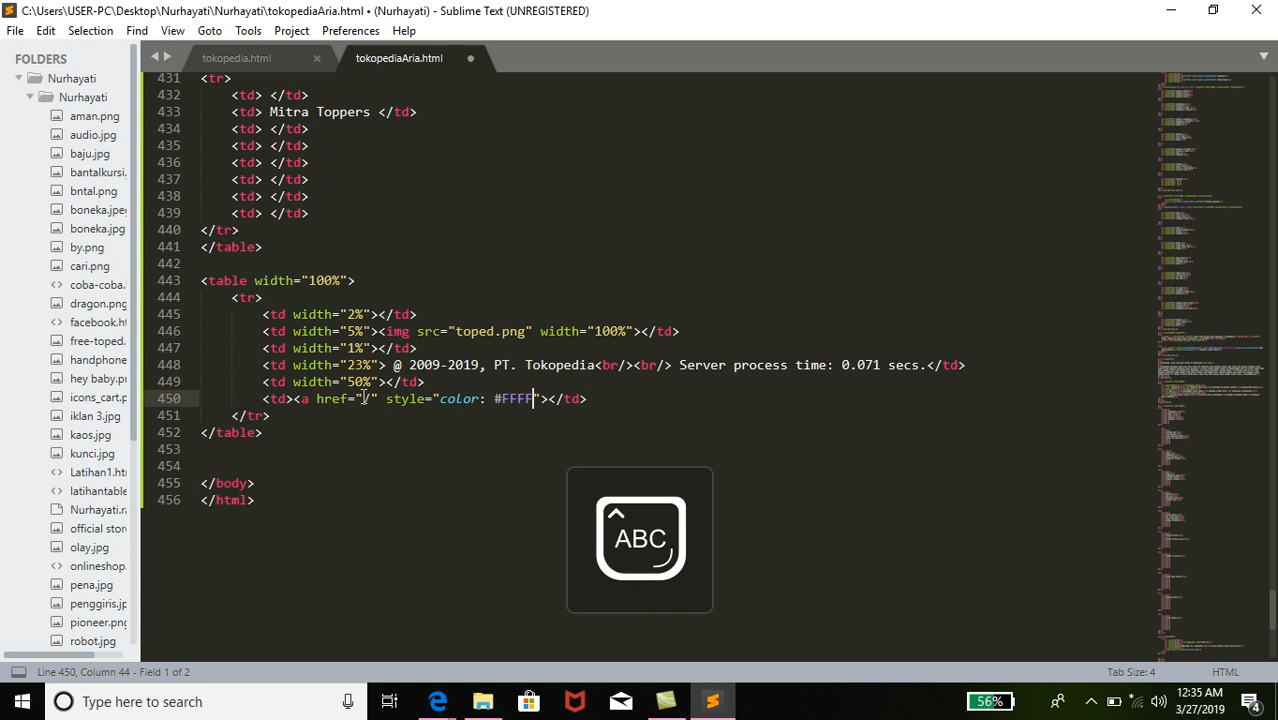 C:\Users\USER-PC\Desktop\Nurhayati\Nurhayati\tokopediaAria.html • (Nurhayati) - Sublime Text (UNREGISTERED)
File Edit Selection Find View Goto Tools Project Preferences Help
FOLDERS
Nurhayati
Nurhayati
aman.png
audio.jpg
baju.jpg
bantalkursi.
bntal.png
boneka.jpeg
boneka.jpg
by.png
cari.png
coba-coba.
dragon.png
facebook.ht
free-toped.
handphone
hey baby.pn
icons_cart.p
iklan 3.jpg
kaos.jpg
kunci.jpg
Latihan1.htm
latihantable
Nurhayati.ra
official store
olay.jpg
onlineshop.
pena.jpg
penggiris.jp
pioneer.png
robot.jpg
tokopedia.html × tokopediaAria.html
431 <tr>
432 <td> </td>
433 <td> Mitra Toppers </td>
434 <td> </td>
435 <td> </td>
436 <td> </td>
437 <td> </td>
438 <td> </td>
439 <td> </td>
440 </tr>
441 </table>
442
443 <table width="100%">
444 <tr>
445 <td width="2%"></td>
446 <td width="5%"><img src="toped.png" width="100%"></td>
447 <td width="1%"></td>
448 <td width="23%"> @ 2009-2019, PT. Tokopedia<br/><br/> Server process time: 0.071 secs.</td>
449 <td width="50%"></td>
450 <td><a href="/" style="color: #FFFF"></td>
451 </tr>
452 </table>
453
454
455 </body>
456 </html>
ABC
Line 450, Column 44 - Field 1 of 2
Tab Size: 4
HTML
Type here to search
56%
12:35 AM
3/27/2019
4